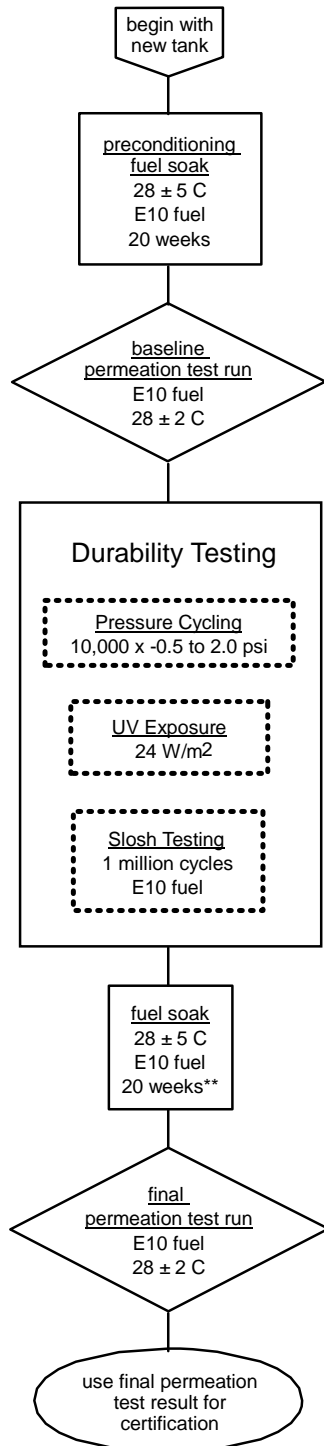 begin with
new tank
preconditioning
fuel soak
28 ± 5 C
E10 fuel
20 weeks
baseline
permeation test run
E10 fuel
28 ± 2 C
Durability Testing
Pressure Cycling
10,000 x -0.5 to 2.0 psi
UV Exposure
24 W/m2
Slosh Testing
1 million cycles
E10 fuel
fuel soak
28 ± 5 C
E10 fuel
20 weeks**
final
permeation test run
E10 fuel
28 ± 2 C
use final permeation
test result for
certification